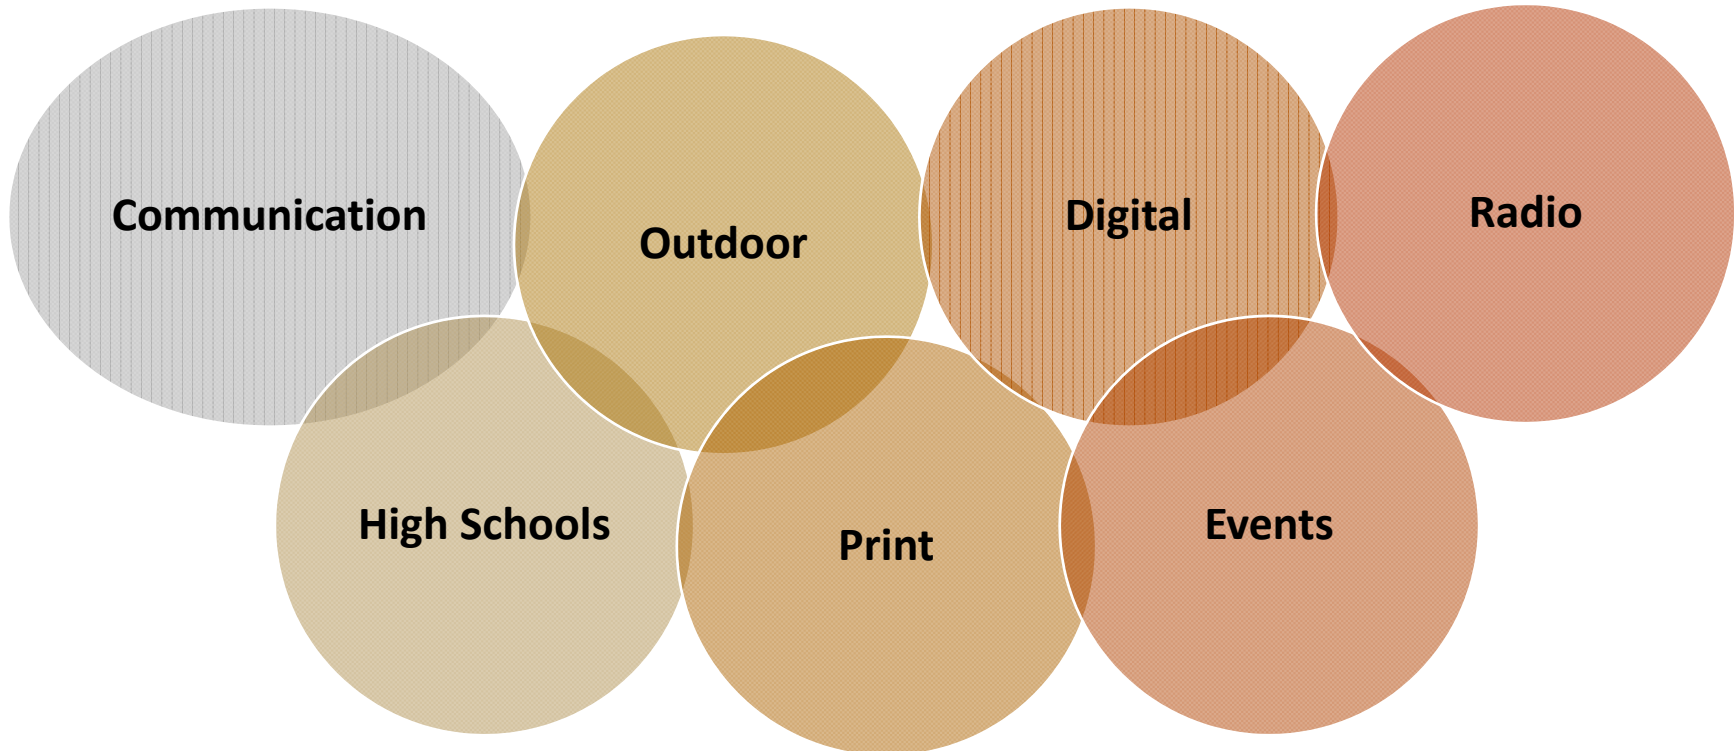 Communication
Outdoor
Digital
Radio
High Schools
Print
Events